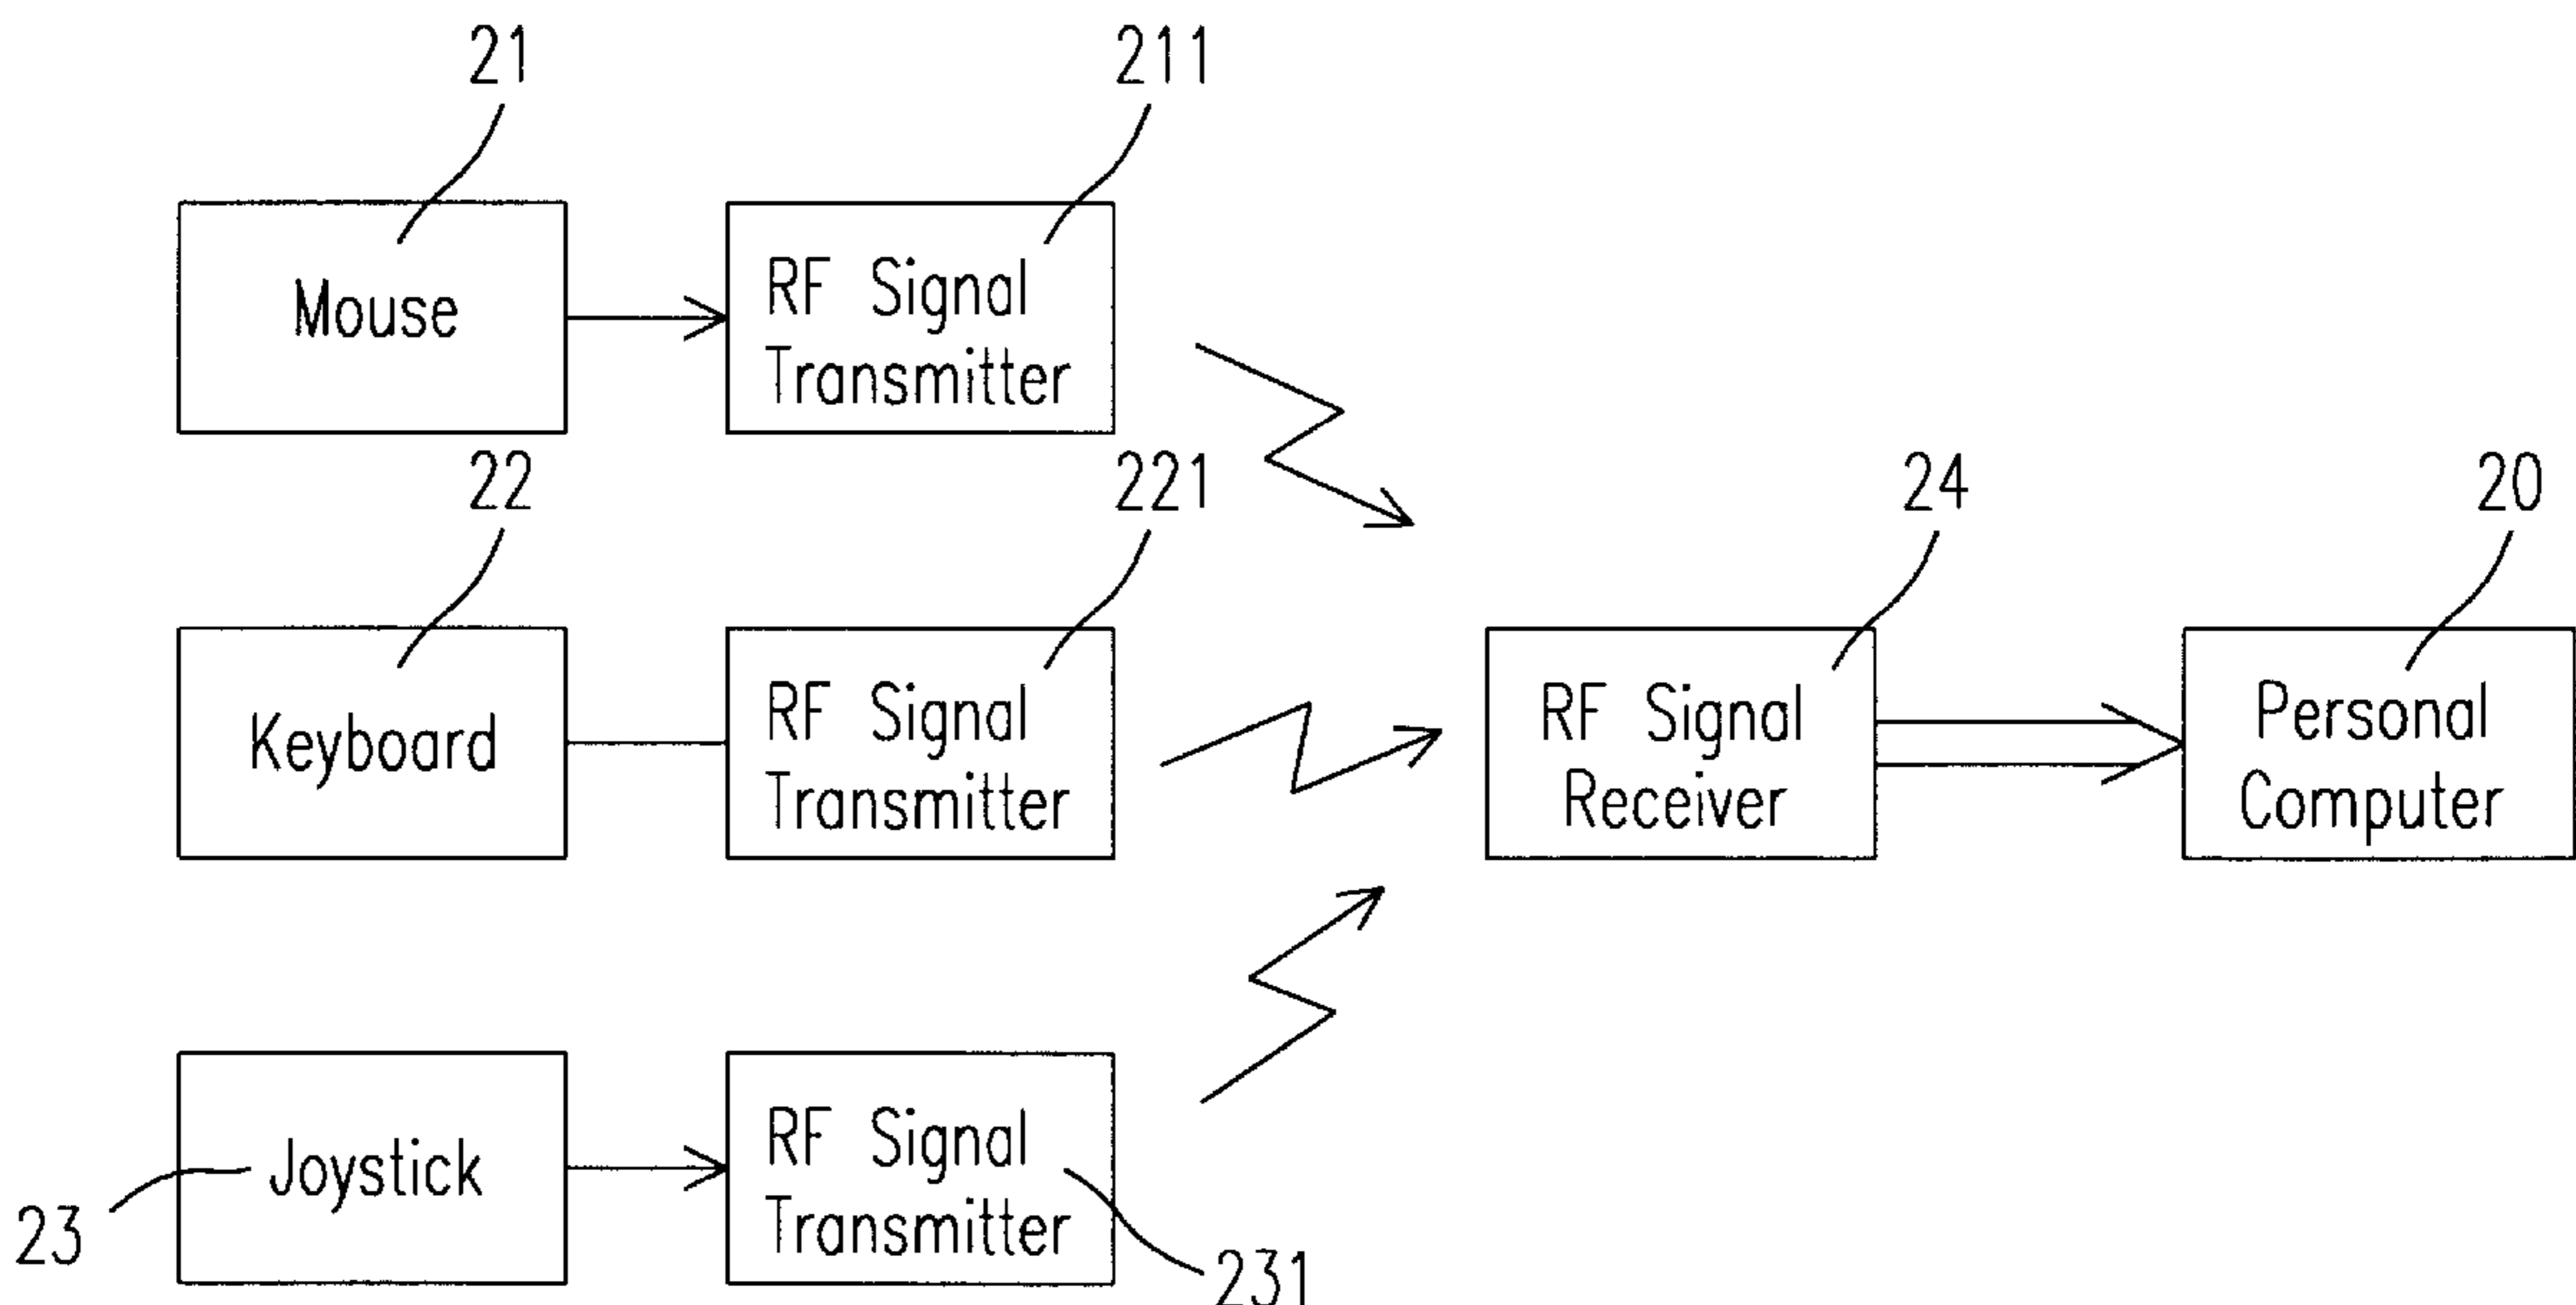 21
211
Mouse
RF Signal
Transmitter
22
221
24
20
Keyboard
RF Signal
Transmitter
RF Signal
Receiver
Personal
Computer
Joystick
RF Signal
Transmitter
23
231